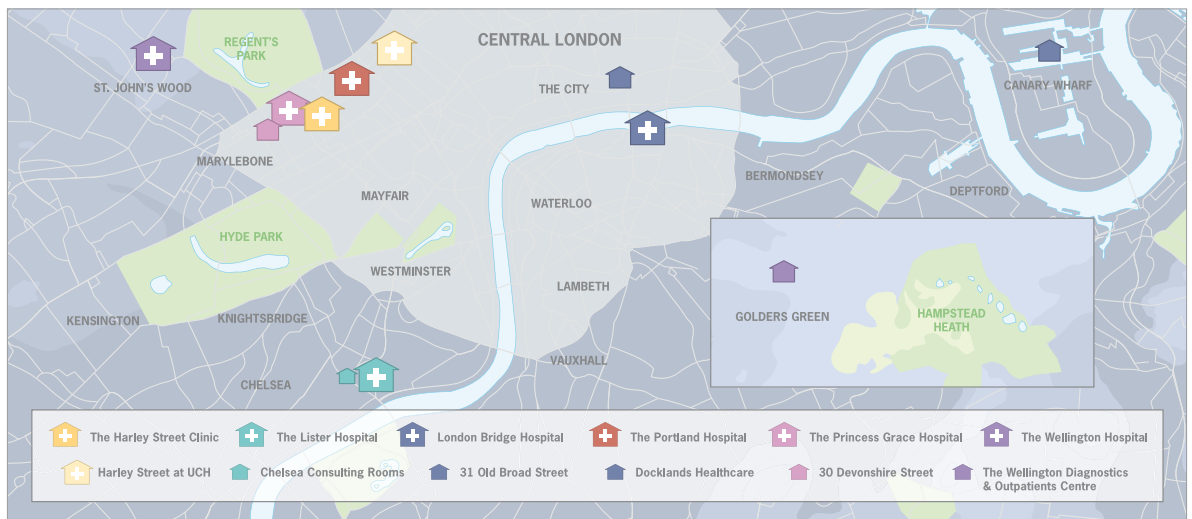 CENTRAL LONDON
REGENT'S
PARK
ST. JOHN'S WOOD
THE CITY
CANARY WHARF
MARYLEBONE
BERMONDSEY
DEPTFORD
MAYFAIR
WATERLOO
HYDE PARK
WESTMINSTER
LAMBETH
KENSINGTON
KNIGHTSBRIDGE
GOLDERS GREEN
HAMPSTEAD
HEATH
VAUXHALL
CHELSEA
The Harley Street Clinic
The Lister Hospital
London Bridge Hospital
The Portland Hospital
The Princess Grace Hospital
The Wellington Hospital
Harley Street at UCH
Chelsea Consulting Rooms
31 Old Broad Street
Docklands Healthcare
30 Devonshire Street
The Wellington Diagnostics
& Outpatients Centre